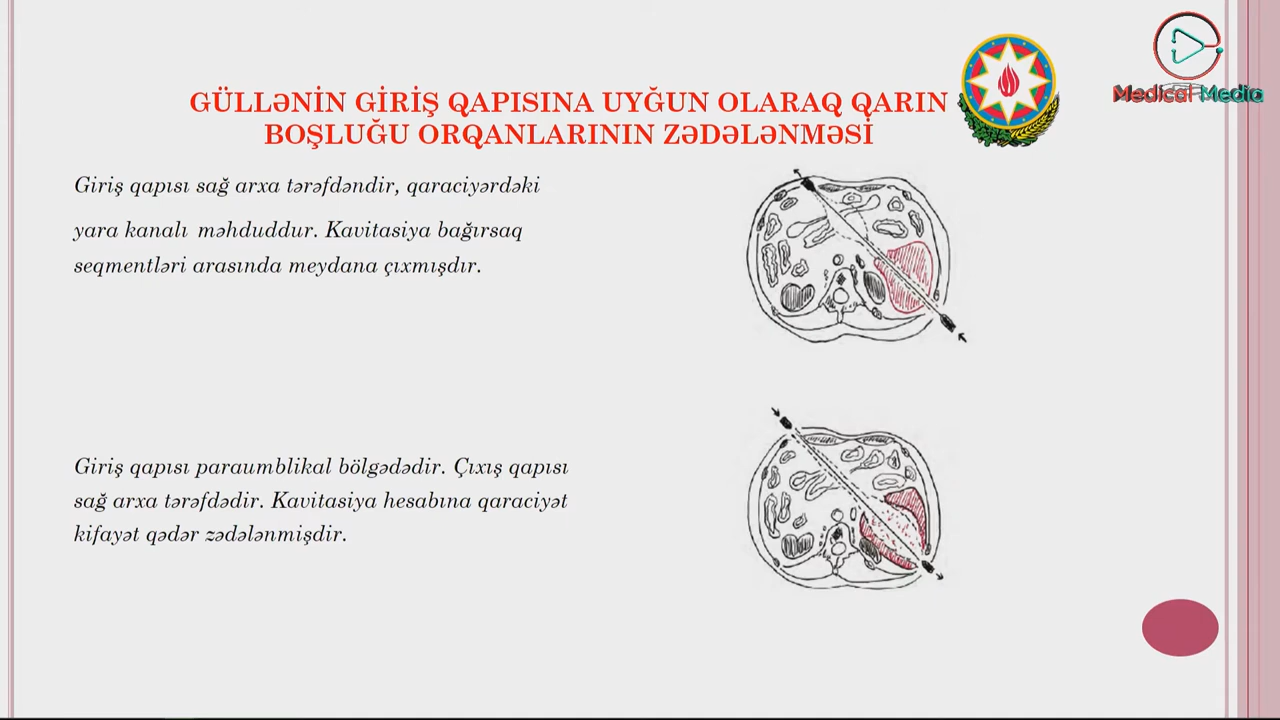 Medical Media
GÜLLƏNİN GİRİŞ QAPISINA UYĞUN OLARAQ QARIN
BOŞLUĞU ORQANLARININ ZƏDƏLƏNMƏSİ
Giriş qapısı sağ arxa tərəfdəndir, qaraciyərdəki
yara kanalı məhduddur. Kavitasiya bağırsaq
seqmentləri arasında meydana çıxmışdır.
Giriş qapısı paraumblikal bölgədədir. Çıxış qapısı
sağ arxa tərəfdədir. Kavitasiya hesabına qaraciyət
kifayət qədər zədələnmişdir.